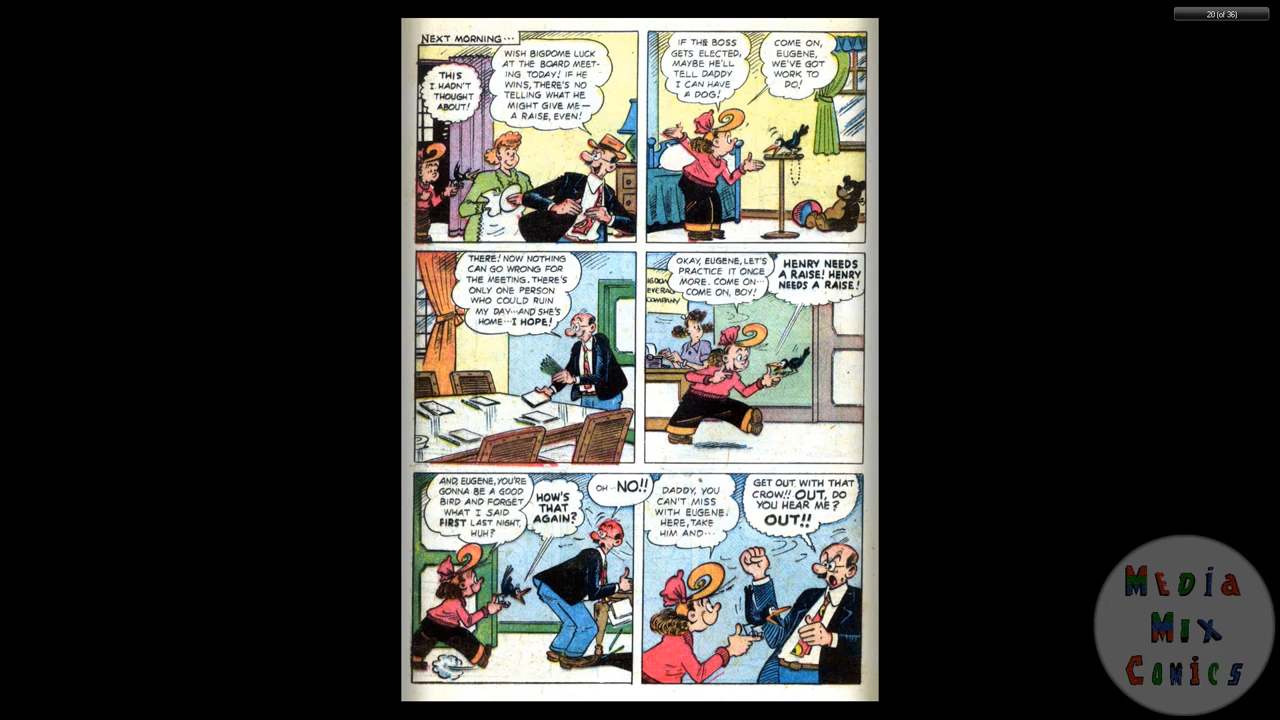 20 (of 36)
NEXT MORNING...
THIS
I HADN'T
THOUGHT
ABOUT!
WISH BIGDOME LUCK
AT THE BOARD MEET-
ING TODAY! IF HE
WINS, THERE'S NO
TELLING WHAT HE
MIGHT GIVE ME—
A RAISE, EVEN!
IF THE BOSS
GETS ELECTED,
MAYBE HE'LL
TELL DADDY
I CAN HAVE
A DOG!
COME ON,
EUGENE,
WE'VE GOT
WORK TO
DO!
THERE! NOW NOTHING
CAN GO WRONG FOR
THE MEETING. THERE'S
ONLY ONE PERSON
WHO COULD RUIN
MY DAY...AND SHE'S
HOME...I HOPE!
OKAY, EUGENE, LET'S
PRACTICE IT ONCE
MORE. COME ON...
COME ON, BOY!
HENRY NEEDS
A RAISE! HENRY
NEEDS A RAISE!
COMPANY
AND, EUGENE, YOU'RE
GONNA BE A GOOD
BIRD AND FORGET
WHAT I SAID
FIRST LAST NIGHT,
HUH?
HOW'S
THAT
AGAIN?
OH...NO!!
DADDY, YOU
CAN'T MISS
WITH EUGENE.
HERE, TAKE
HIM AND...
GET OUT WITH THAT
CROW!! OUT, DO
YOU HEAR ME?
OUT!!
MEDiA
MiX
COMiCS